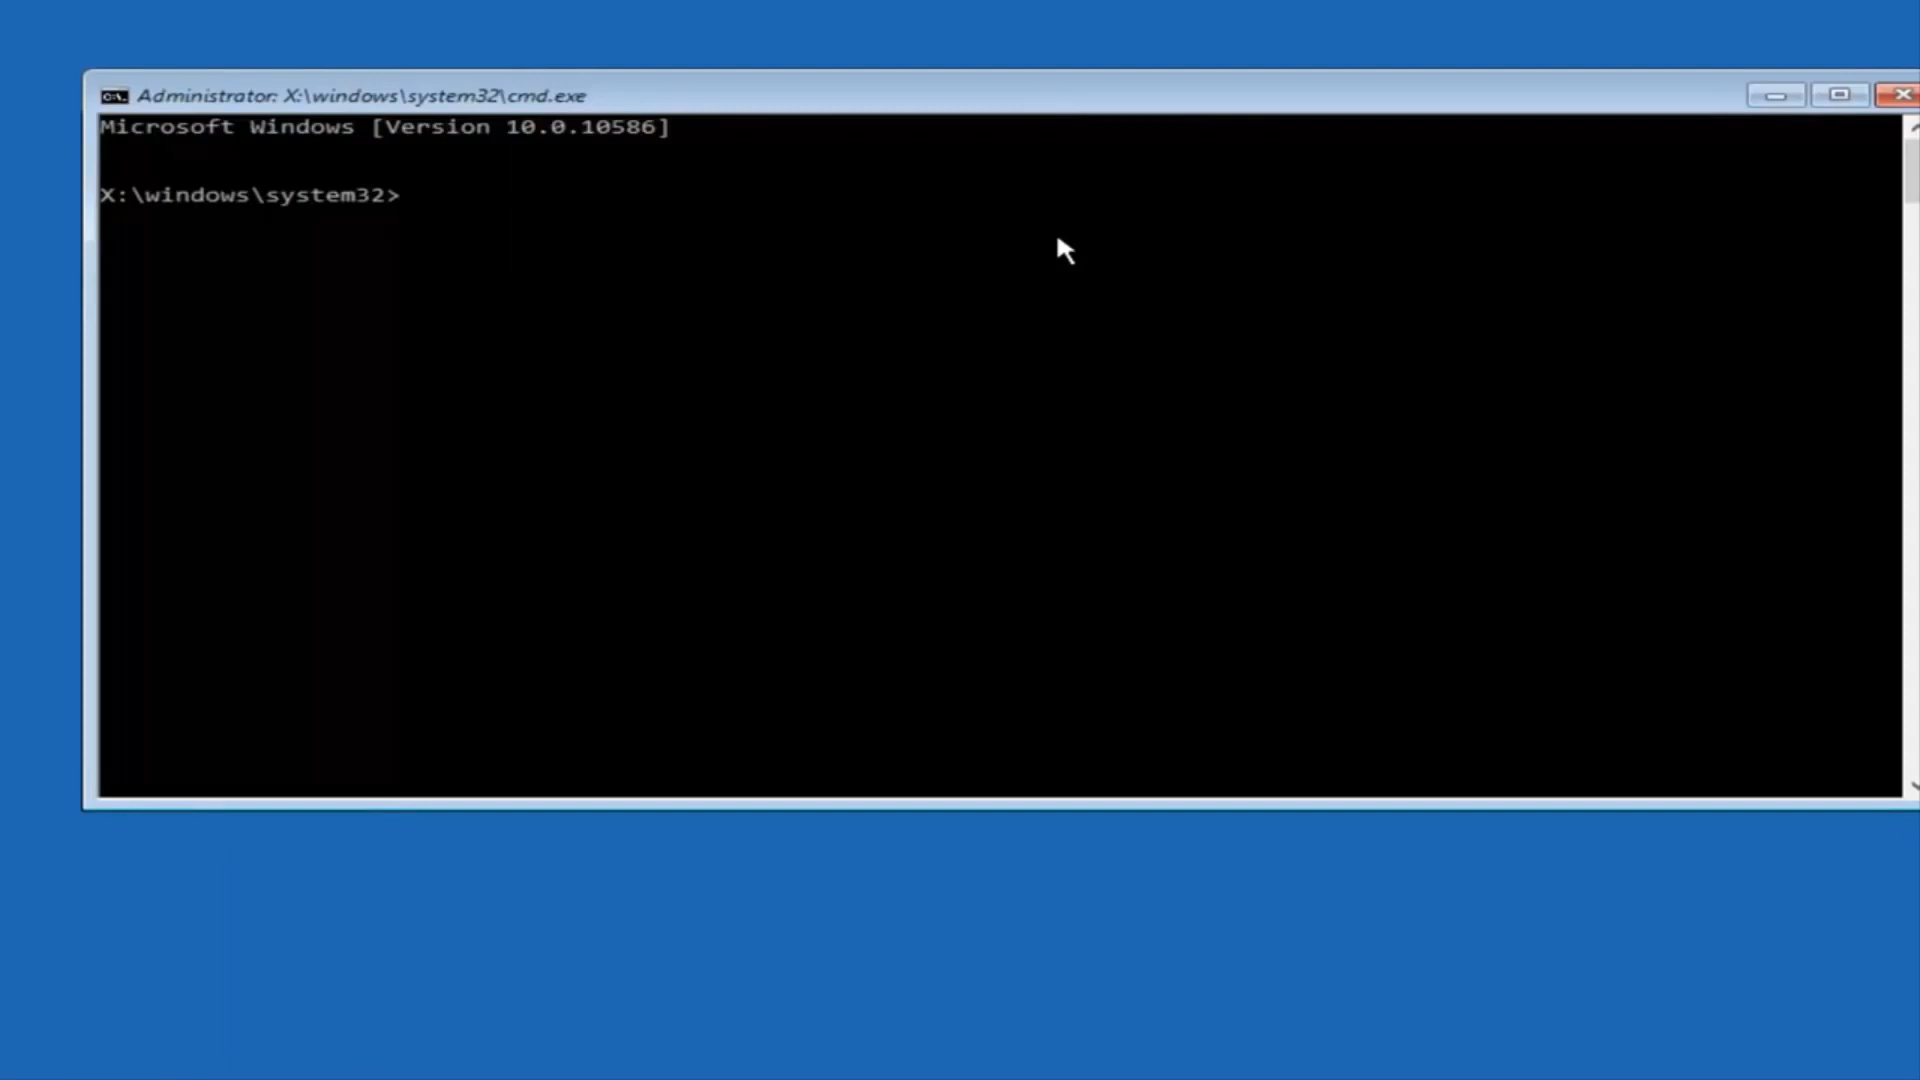 Administrator: X:\windows\system32\cmd.exe
Microsoft Windows [Version 10.0.10586]
X:\windows\system32>